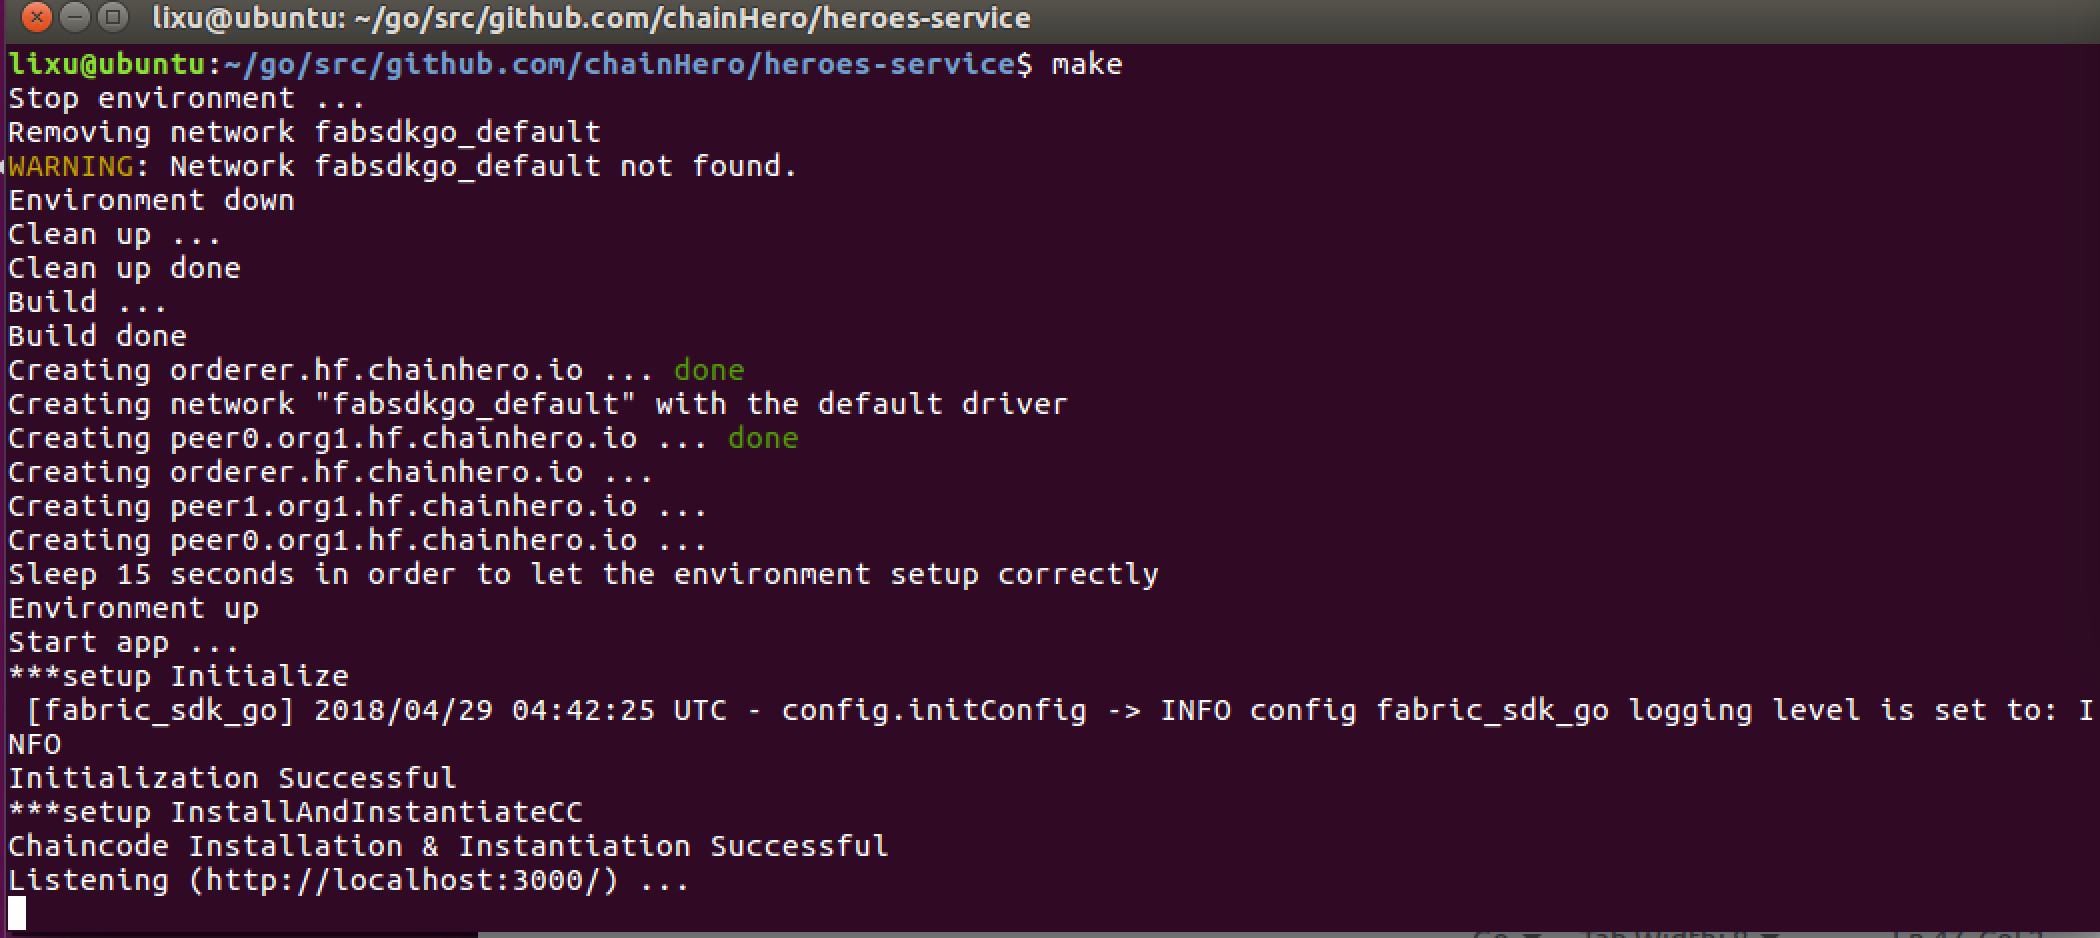 lixu@ubuntu: ~/go/src/github.com/chainHero/heroes-service
lixu@ubuntu:~/go/src/github.com/chainHero/heroes-service$ make
Stop environment ...
Removing network fabsdkgo_default
WARNING: Network fabsdkgo_default not found.
Environment down
Clean up ...
Clean up done
Build ...
Build done
Creating orderer.hf.chainhero.io ... done
Creating network "fabsdkgo_default" with the default driver
Creating peer0.org1.hf.chainhero.io ... done
Creating orderer.hf.chainhero.io ...
Creating peer1.org1.hf.chainhero.io ...
Creating peer0.org1.hf.chainhero.io ...
Sleep 15 seconds in order to let the environment setup correctly
Environment up
Start app ...
***setup Initialize
[fabric_sdk_go] 2018/04/29 04:42:25 UTC - config.initConfig -> INFO config fabric_sdk_go logging level is set to: I
NFO
Initialization Successful
***setup InstallAndInstantiateCC
Chaincode Installation & Instantiation Successful
Listening (http://localhost:3000/) ...